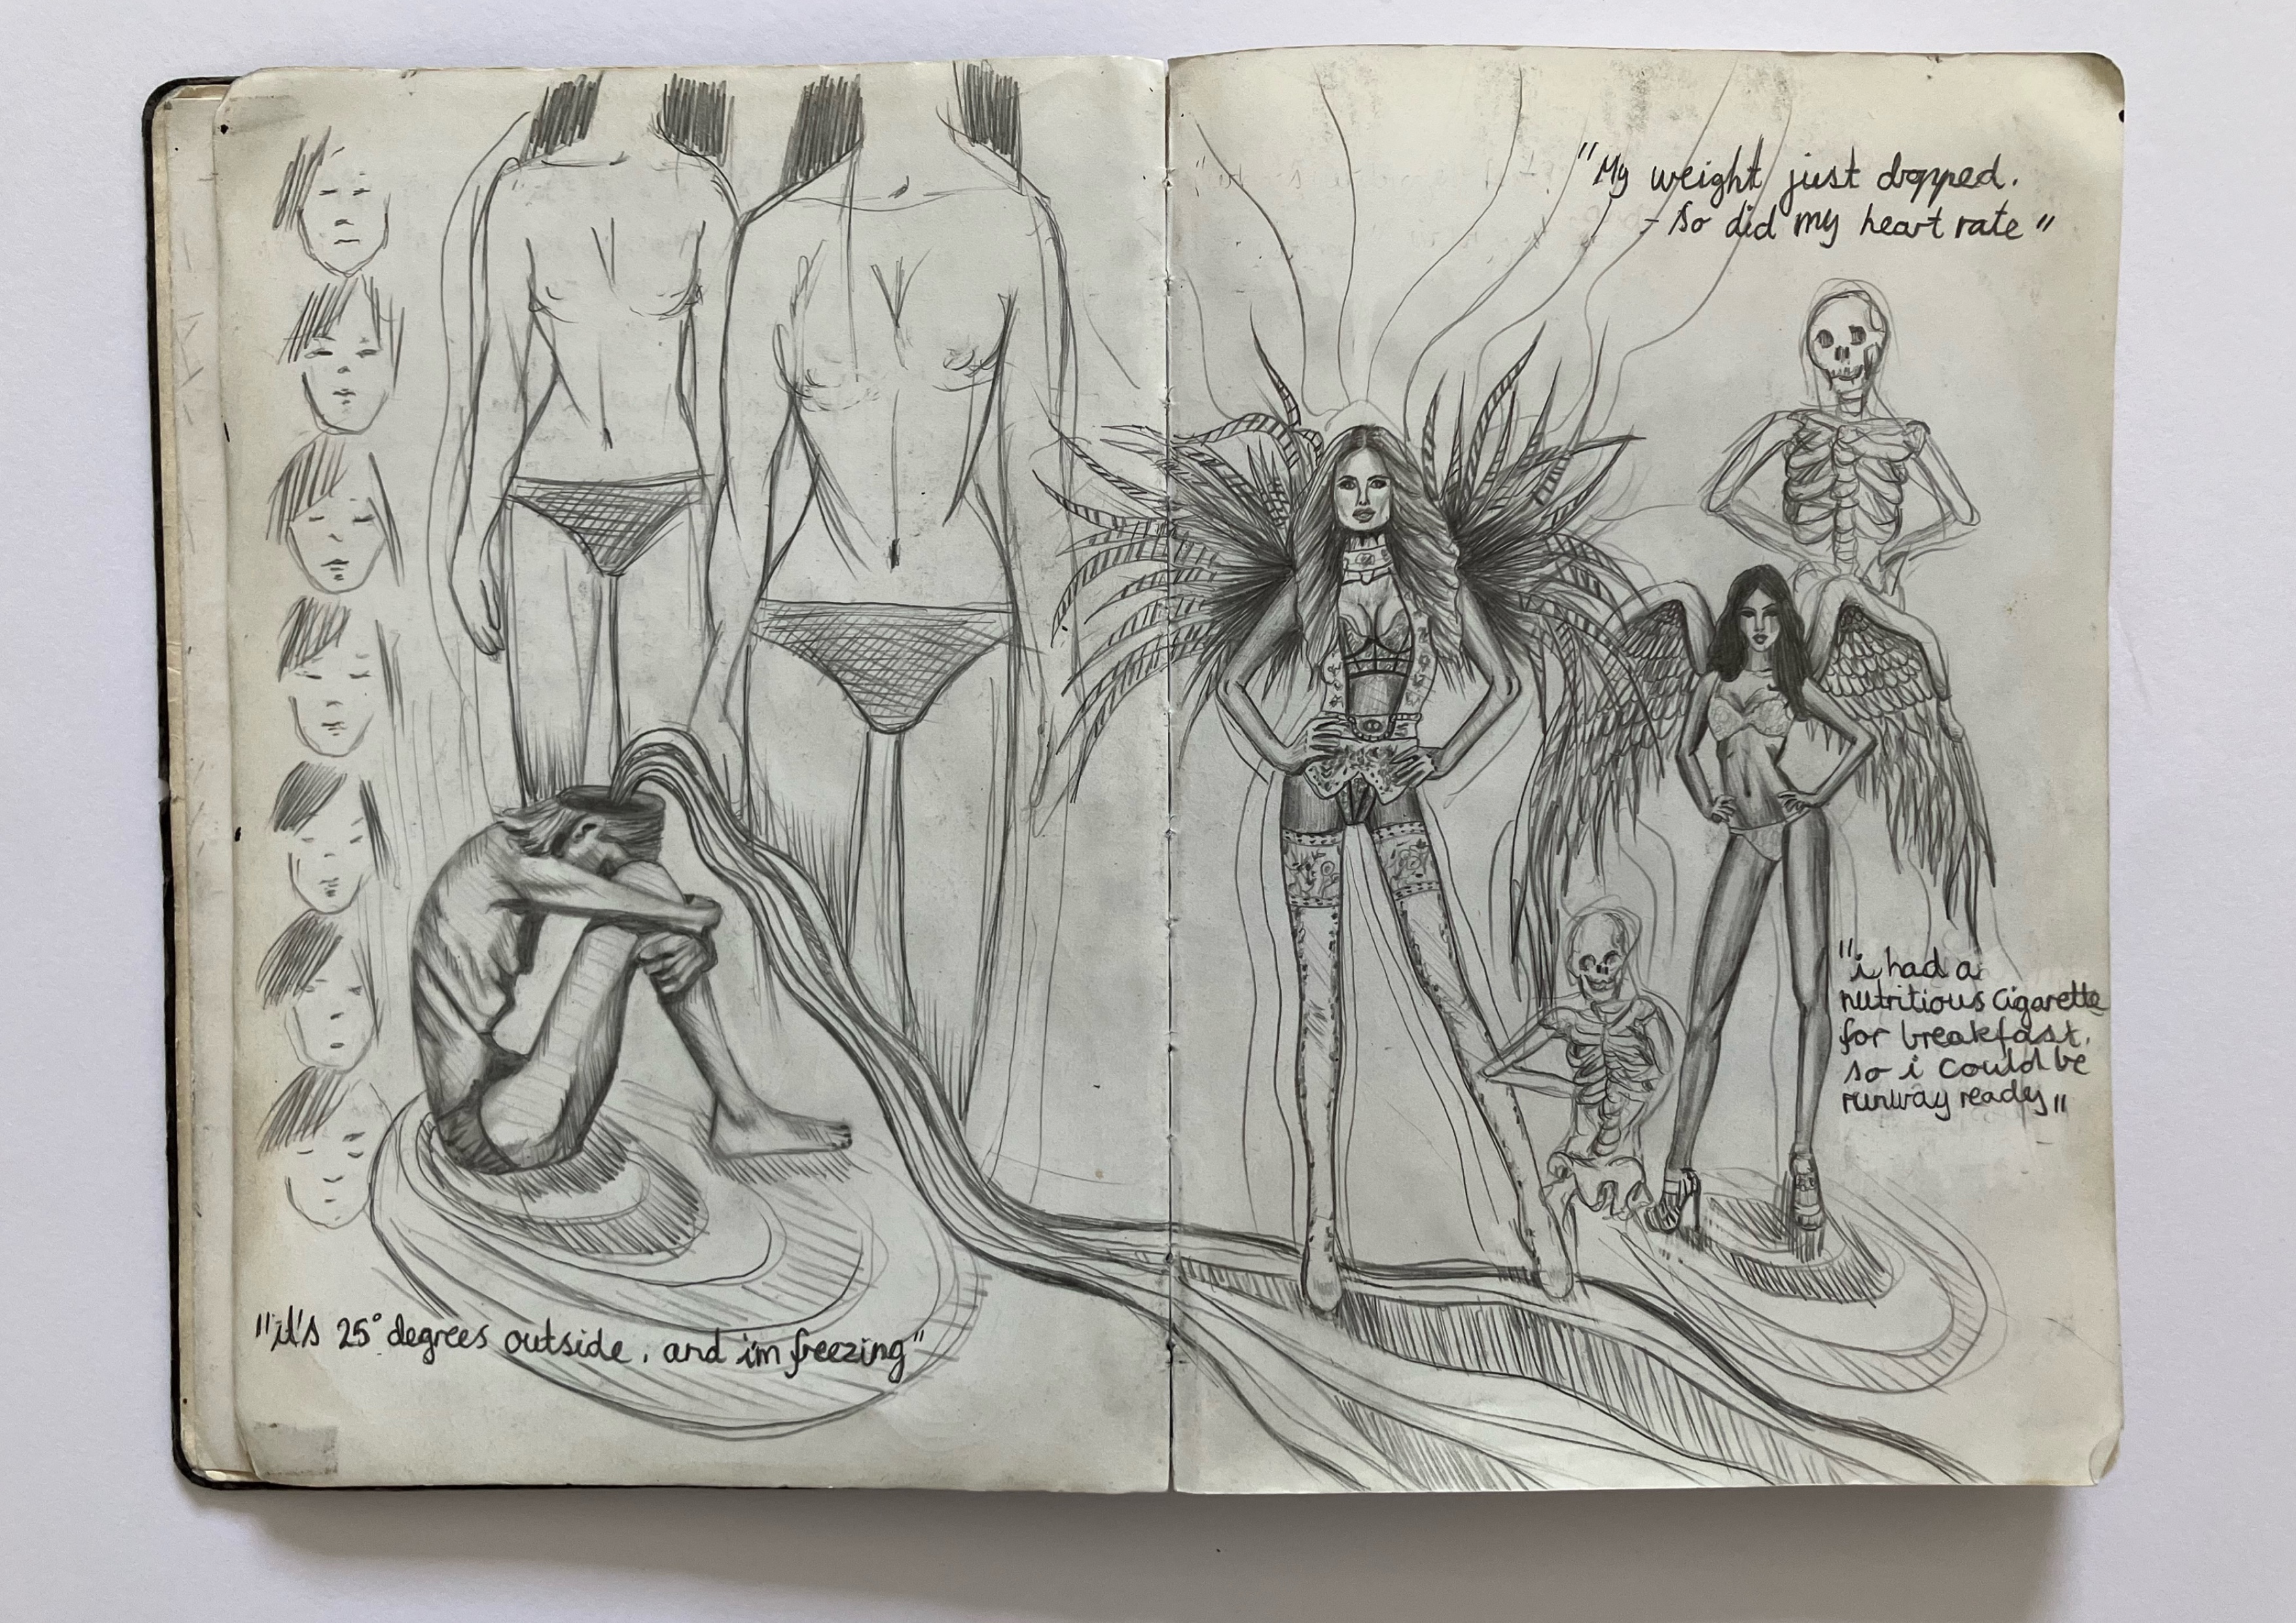 "it's 25° degrees outside, and i'm freezing"
"My weight just dropped.
- so did my heart rate"
"i had a
nutritious cigarette
for breakfast,
so i could be
runway ready"